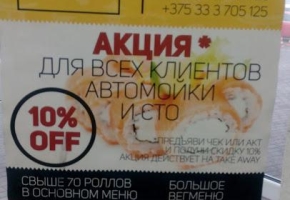 +375 33 3 705 125
АКЦИЯ*
ДЛЯ ВСЕХ КЛИЕНТОВ
АВТОМОЙКИ
И СТО
10%
OFF
*ПРЕДЪЯВИ ЧЕК ИЛИ АКТ
И ПОЛУЧИ СКИДКУ 10%
АКЦИЯ ДЕЙСТВУЕТ НА TAKE AWAY
СВЫШЕ 70 РОЛЛОВ
В ОСНОВНОМ МЕНЮ
БОЛЬШОЕ
ВЕГМЕНЮ